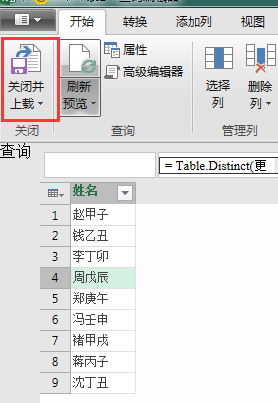 开始 转换 添加列 视图
关闭并
上载
刷新
预览
属性
高级编辑器
选择
列
删除
列
关闭
查询
管理列
查询
= Table.Distinct(更
姓名
1 赵甲子
2 钱乙丑
3 李丁卯
4 周戊辰
5 郑庚午
6 冯壬申
7 褚甲戌
8 蒋丙子
9 沈丁丑